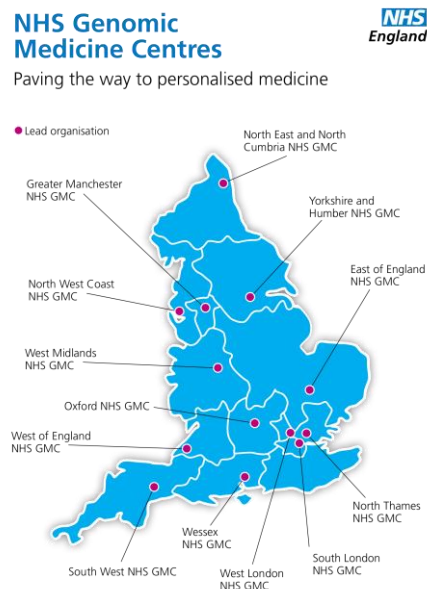 NHS Genomic
Medicine Centres
NHS
England
Paving the way to personalised medicine
Lead organisation
North East and North
Cumbria NHS GMC
Greater Manchester
NHS GMC
Yorkshire and
Humber NHS GMC
East of England
NHS GMC
North West Coast
NHS GMC
West Midlands
NHS GMC
Oxford NHS GMC
West of England
NHS GMC
North Thames
NHS GMC
Wessex
NHS GMC
South London
NHS GMC
South West NHS GMC
West London
NHS GMC